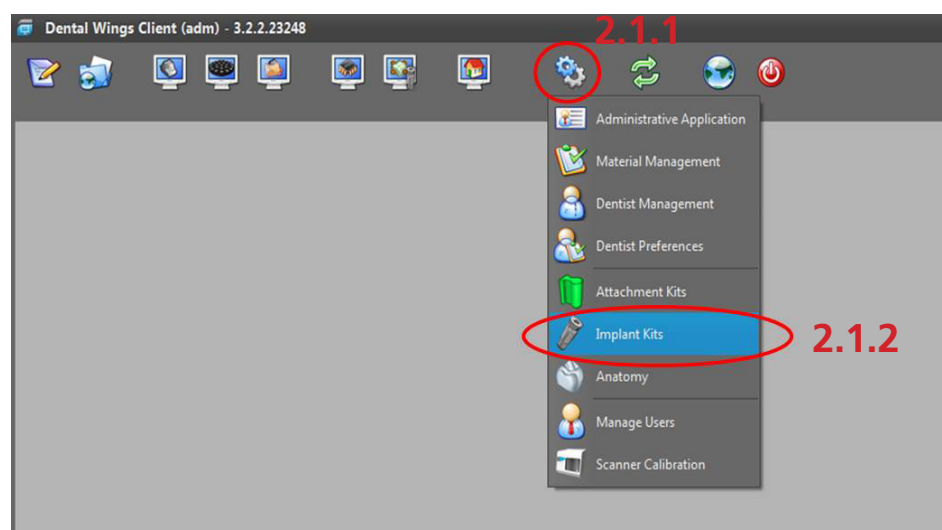 Dental Wings Client (adm) - 3.2.2.23248
2.1.1
Administrative Application
Material Management
Dentist Management
Dentist Preferences
Attachment Kits
Implant Kits
2.1.2
Anatomy
Manage Users
Scanner Calibration